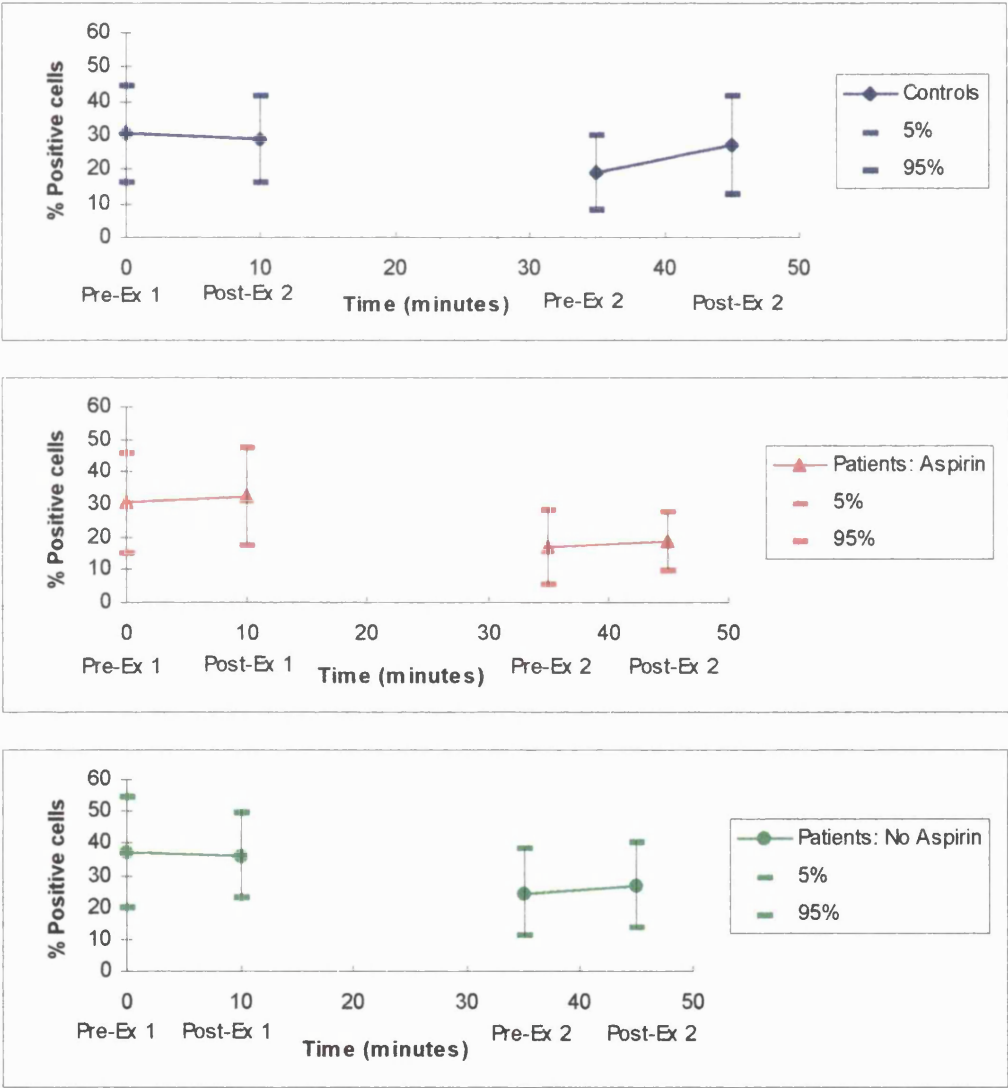 60
50
40
30
20
10
0
% Positive cells
0 10 20 30 40 50
Pre-Ex 1 Post-Ex 2 Time (minutes) Pre-Ex 2 Post-Ex 2
Controls
5%
95%
60
50
40
30
20
10
0
% Positive cells
0 10 20 30 40 50
Pre-Ex 1 Post-Ex 1 Time (minutes) Pre-Ex 2 Post-Ex 2
Patients: Aspirin
5%
95%
60
50
40
30
20
10
0
% Positive cells
0 10 20 30 40 50
Pre-Ex 1 Post-Ex 1 Time (minutes) Pre-Ex 2 Post-Ex 2
Patients: No Aspirin
5%
95%